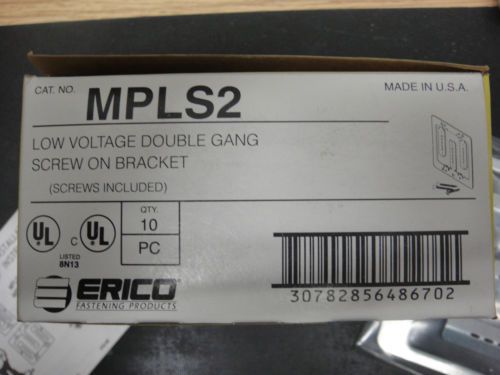 CAT. NO. MPLS2 MADE IN U.S.A.
LOW VOLTAGE DOUBLE GANG
SCREW ON BRACKET
(SCREWS INCLUDED)
UL C UL
LISTED
8N13
QTY.
10
PC
ERICO
FASTENING PRODUCTS
30782856486702